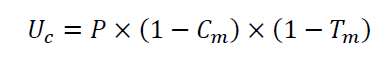 U_c = P × (1 − C_m) × (1 − T_m)